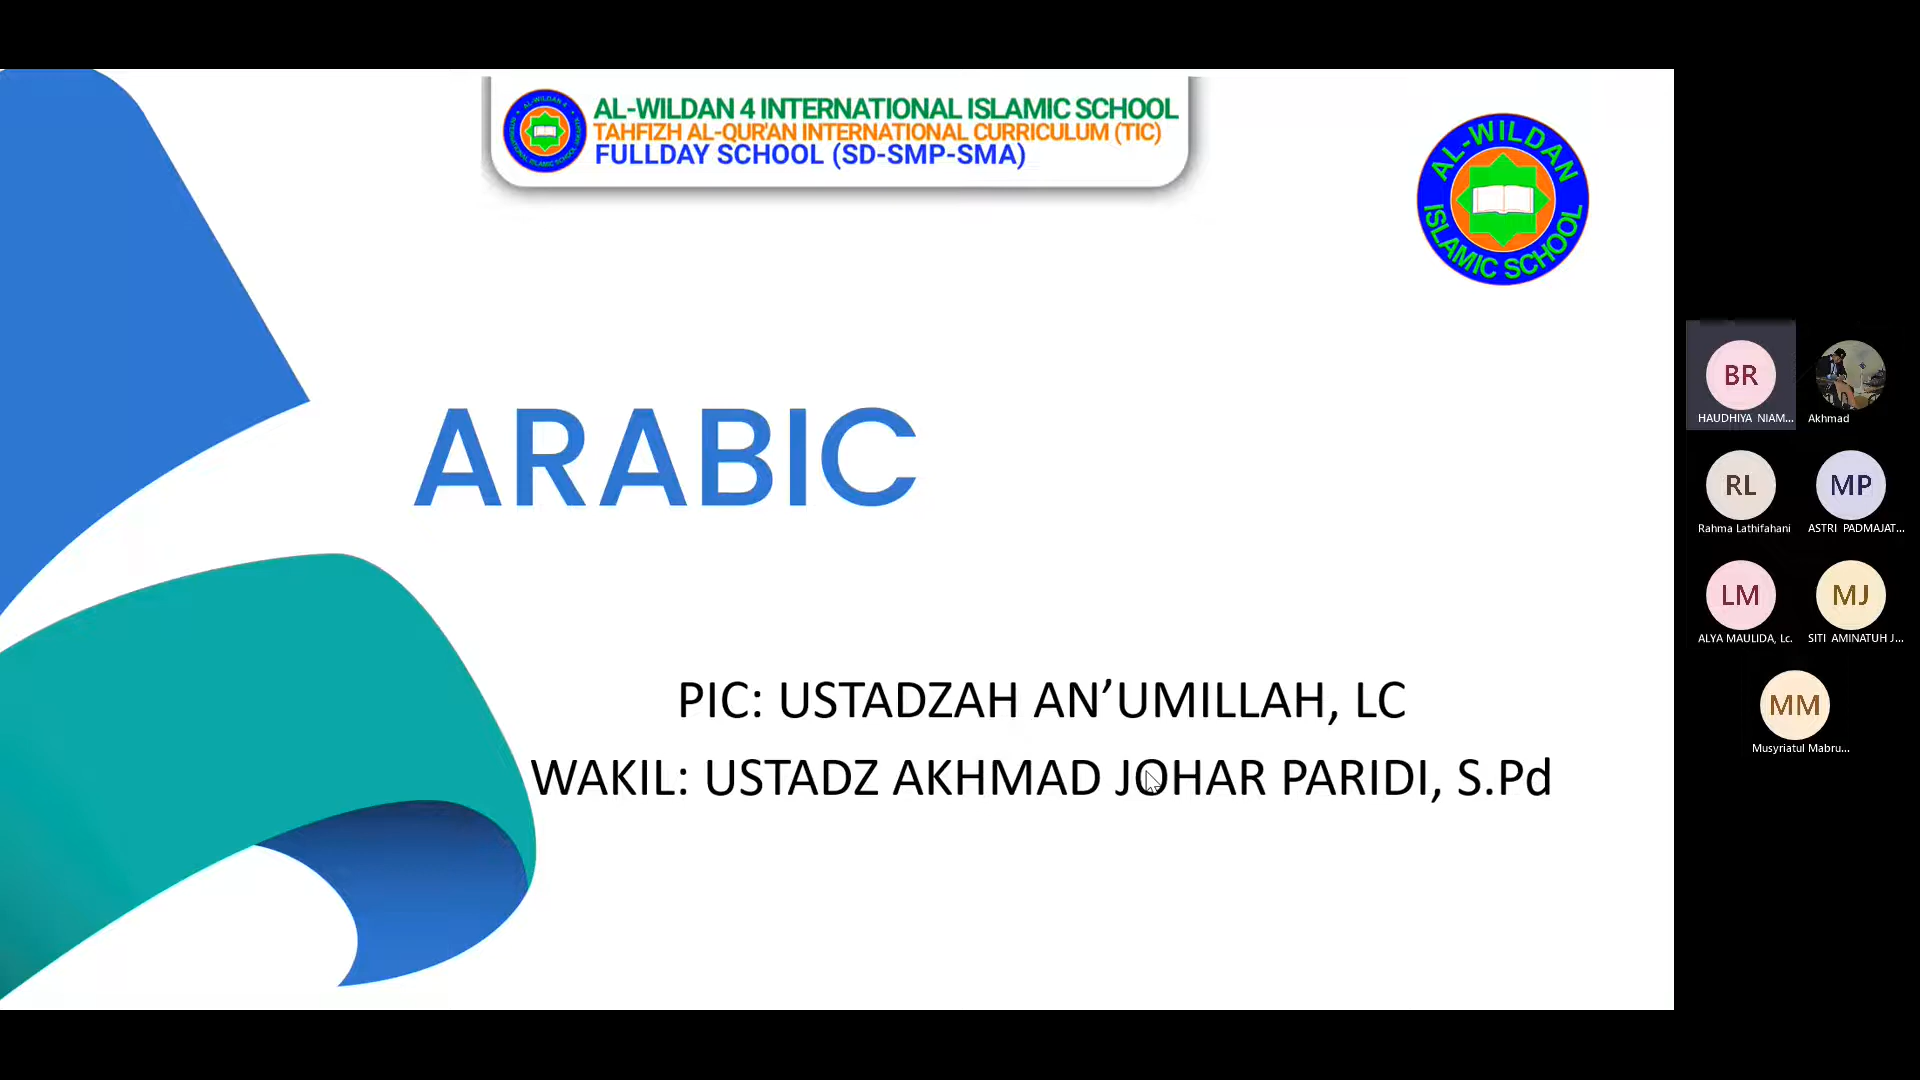 AL-WILDAN 4 INTERNATIONAL ISLAMIC SCHOOL
TAHFIZH AL-QUR'AN INTERNATIONAL CURRICULUM (TIC)
FULLDAY SCHOOL (SD-SMP-SMA)
AL-WILDAN
ISLAMIC SCHOOL
ARABIC
PIC: USTADZAH AN’UMILLAH, LC
WAKIL: USTADZ AKHMAD JOHAR PARIDI, S.Pd
BR
HAUDHIYA NIAM...
Akhmad
RL
Rahma Lathifahani
MP
ASTRI PADMAJAT...
LM
ALYA MAULIDA, Lc.
MJ
SITI AMINATUH J...
MM
Musyriatul Mabru...